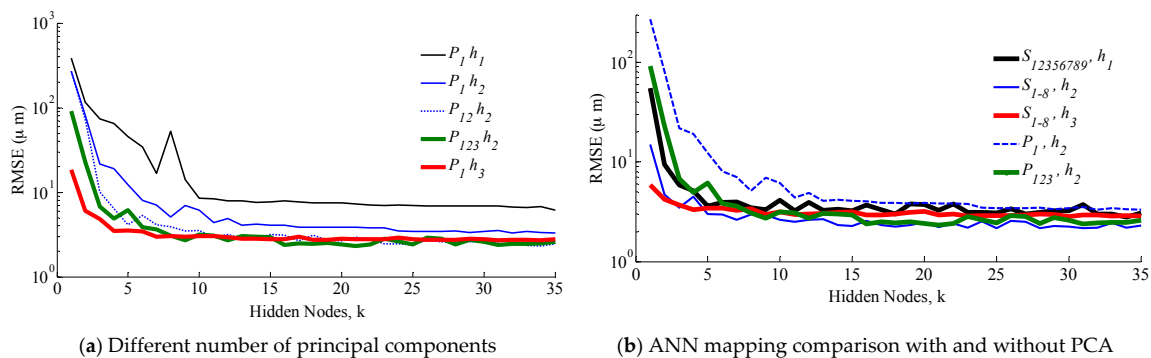 10³
10²
10¹
10⁰
RMSE (μ m)
0 5 10 15 20 25 30 35
Hidden Nodes, k
P₁ h₁
P₁ h₂
P₁₂ h₂
P₁₂₃ h₂
P₁ h₃
(a) Different number of principal components
10²
10¹
10⁰
RMSE (μ m)
0 5 10 15 20 25 30 35
Hidden Nodes, k
S₁₂₃₅₆₇₈₉, h₁
S₁₋₈, h₂
S₁₋₈, h₃
P₁, h₂
P₁₂₃, h₂
(b) ANN mapping comparison with and without PCA